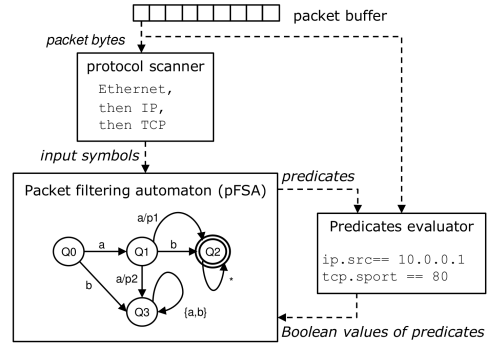 packet buffer
packet bytes
protocol scanner
Ethernet,
then IP,
then TCP
input symbols
predicates
Packet filtering automaton (pFSA)
a/p1
Q0
a
Q1
b
Q2
b
a/p2
*
Q3
{a,b}
Predicates evaluator
ip.src== 10.0.0.1
tcp.sport == 80
Boolean values of predicates